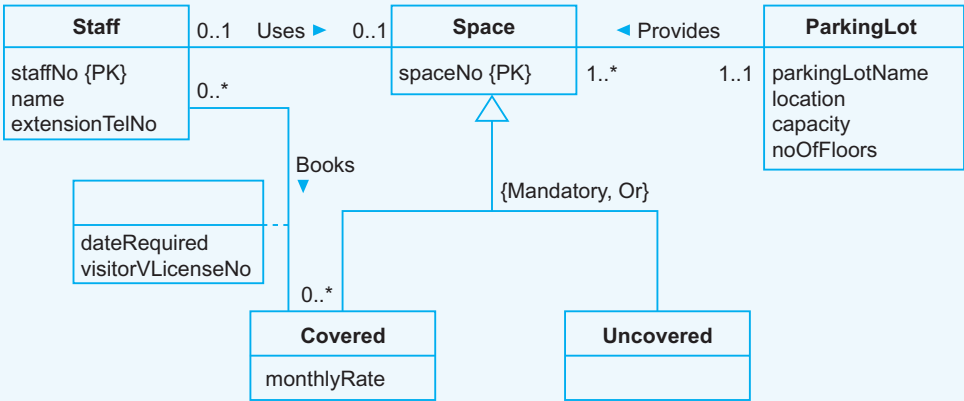 Staff
0..1 Uses ► 0..1
Space
◄ Provides
ParkingLot
staffNo {PK}
name
extensionTelNo
0..*
spaceNo {PK}
1..*
1..1
parkingLotName
location
capacity
noOfFloors
Books
▼
{Mandatory, Or}
dateRequired
visitorVLicenseNo
0..*
Covered
monthlyRate
Uncovered